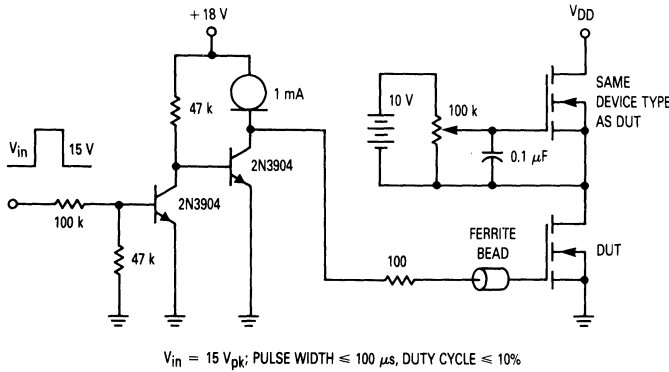 +18 V
V_DD
47 k
1 mA
10 V
100 k
SAME
DEVICE TYPE
AS DUT
V_in
15 V
2N3904
0.1 μF
2N3904
100 k
47 k
FERRITE
BEAD
DUT
100
V_in = 15 V_pk; PULSE WIDTH ≤ 100 μs, DUTY CYCLE ≤ 10%